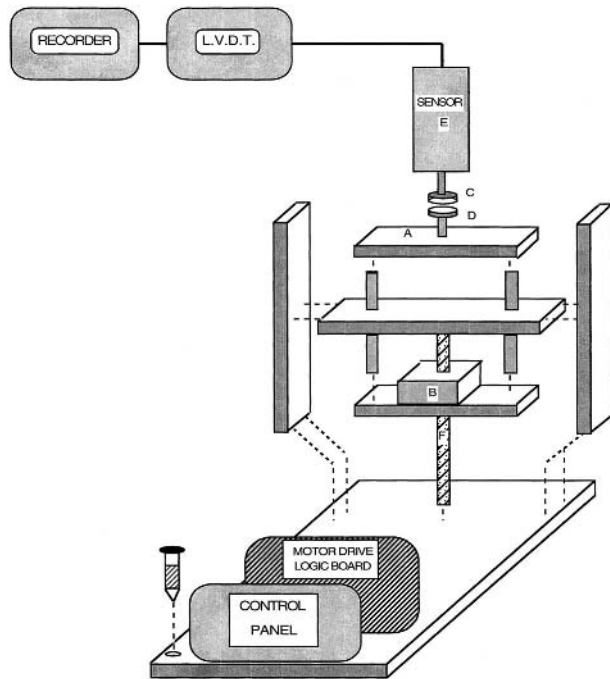 RECORDER
L.V.D.T.
SENSOR
E
C
D
A
B
F
MOTOR DRIVE
LOGIC BOARD
CONTROL
PANEL